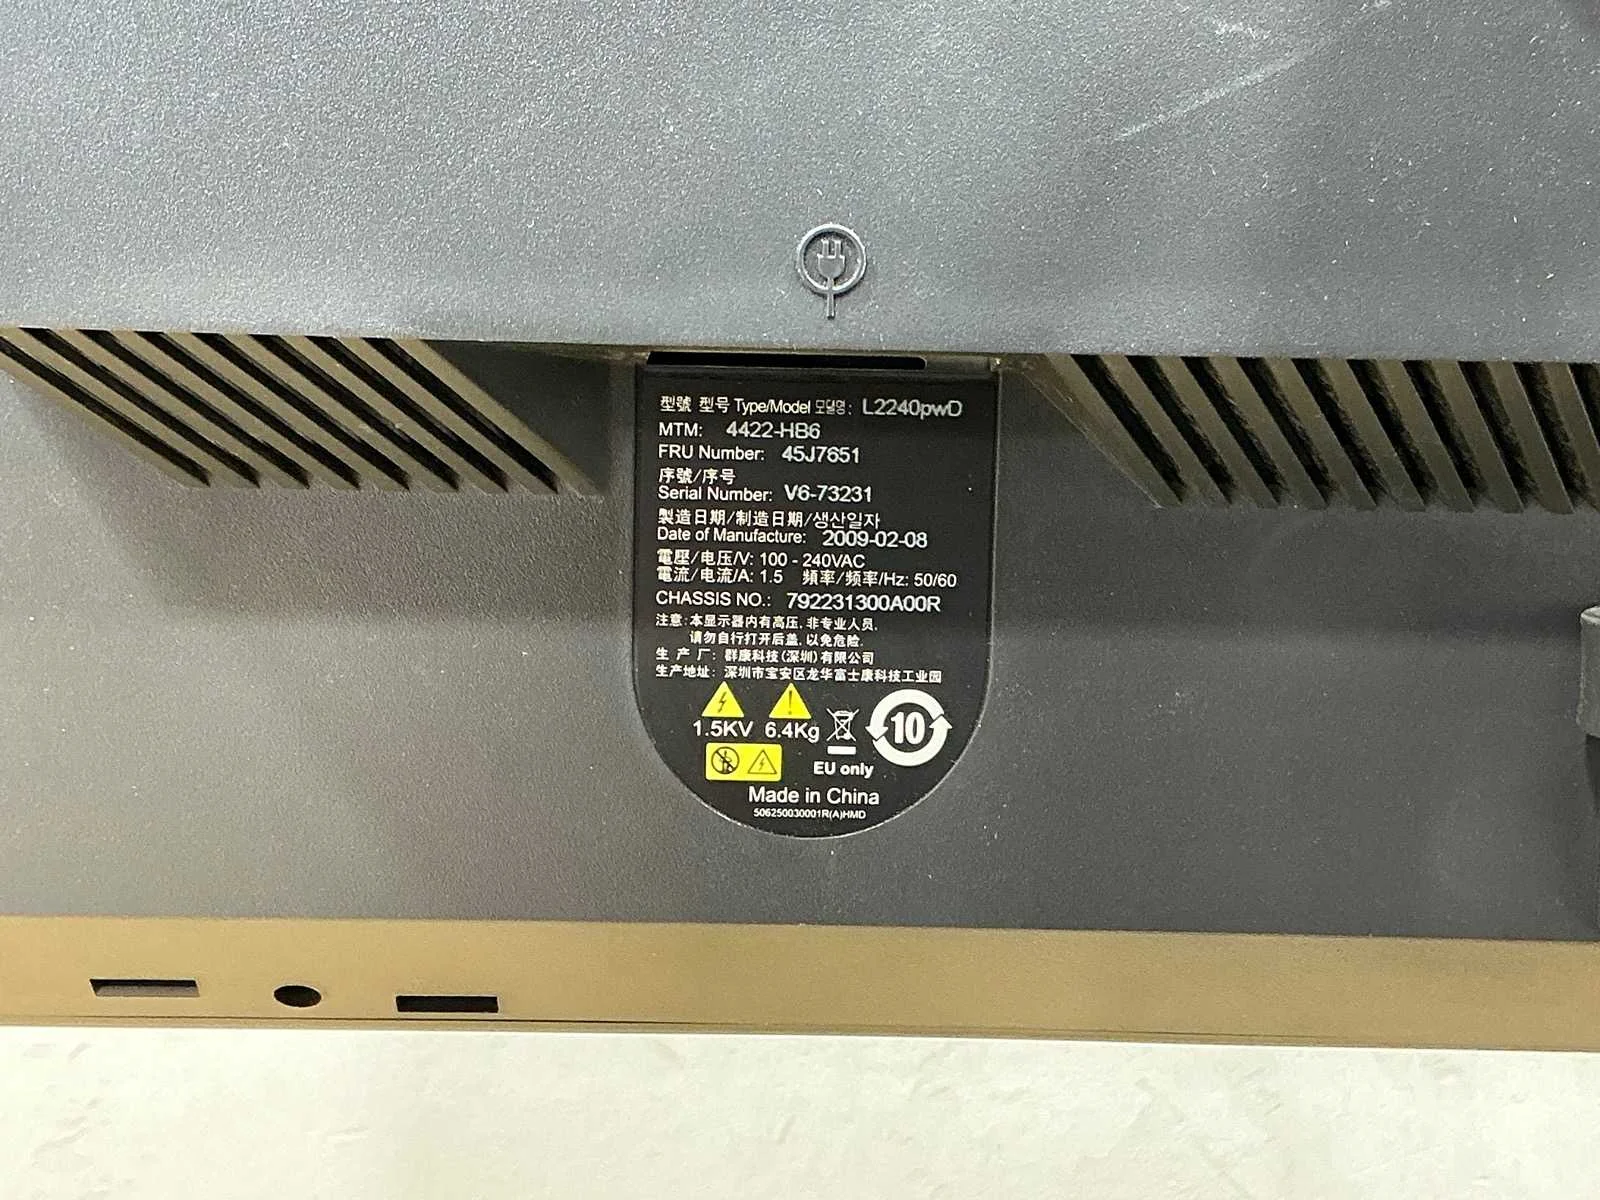 型號 型号 Type/Model 모델명: L2240pwD
MTM: 4422-HB6
FRU Number: 45J7651
序號/序号
Serial Number: V6-73231
製造日期/制造日期/생산일자
Date of Manufacture: 2009-02-08
電壓/电压/V: 100 - 240VAC
電流/电流/A: 1.5 頻率/频率/Hz: 50/60
CHASSIS NO.: 792231300A00R
注意: 本显示器内有高压, 非专业人员,
请勿自行打开后盖, 以免危险.
生 产 厂: 群康科技(深圳)有限公司
生产地址: 深圳市宝安区龙华富士康科技工业园
1.5KV 6.4Kg
10
EU only
Made in China
506250030001R(A)HMD